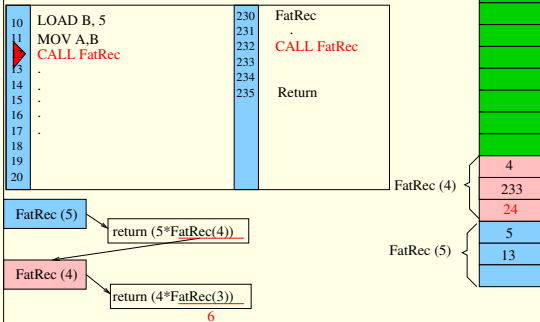 10 LOAD B, 5
11 MOV A,B
CALL FatRec
13 .
14 .
15 .
16 .
17 .
18
19
20
230 FatRec
231 .
232 CALL FatRec
233
234
235 Return
FatRec (4)
4
233
24
FatRec (5)
5
13
FatRec (5)
return (5*FatRec(4))
FatRec (4)
return (4*FatRec(3))
6